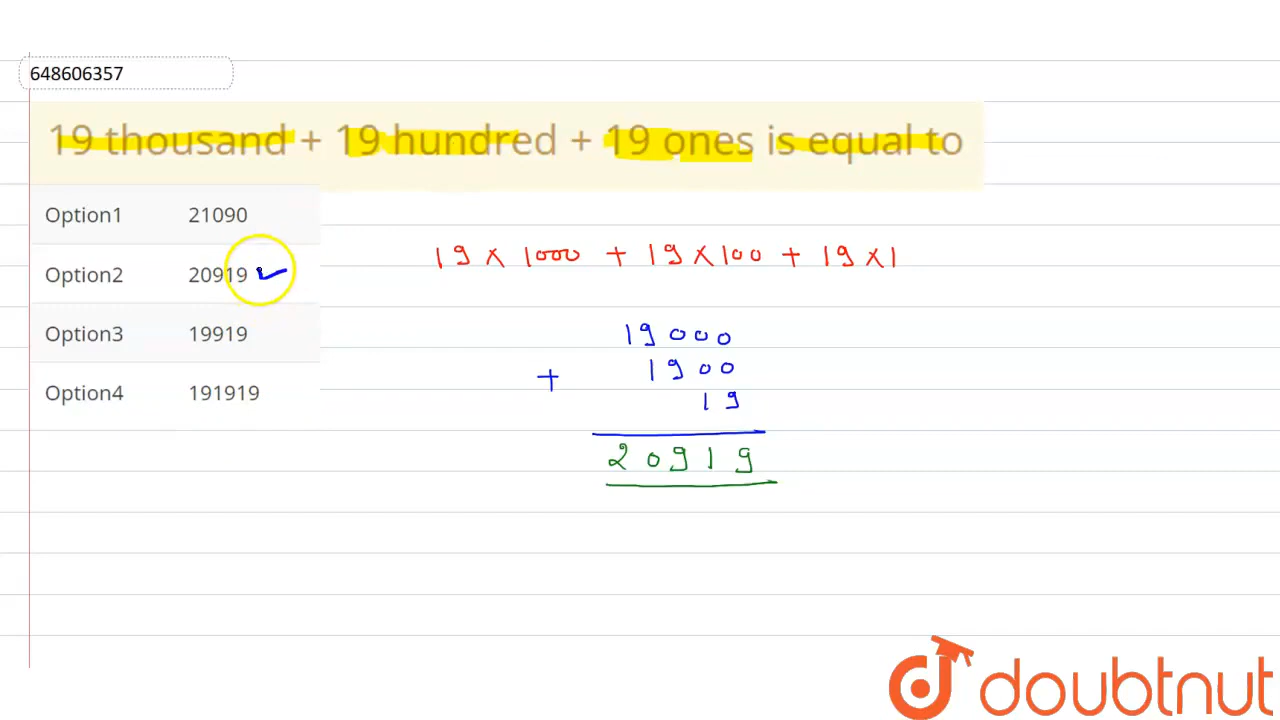 648606357
19 thousand + 19 hundred + 19 ones is equal to
Option1 21090
Option2 20919 ✓
Option3 19919
Option4 191919
19 × 1000 + 19 × 100 + 19 × 1
19000
+ 1900
19
20919
doubtnut